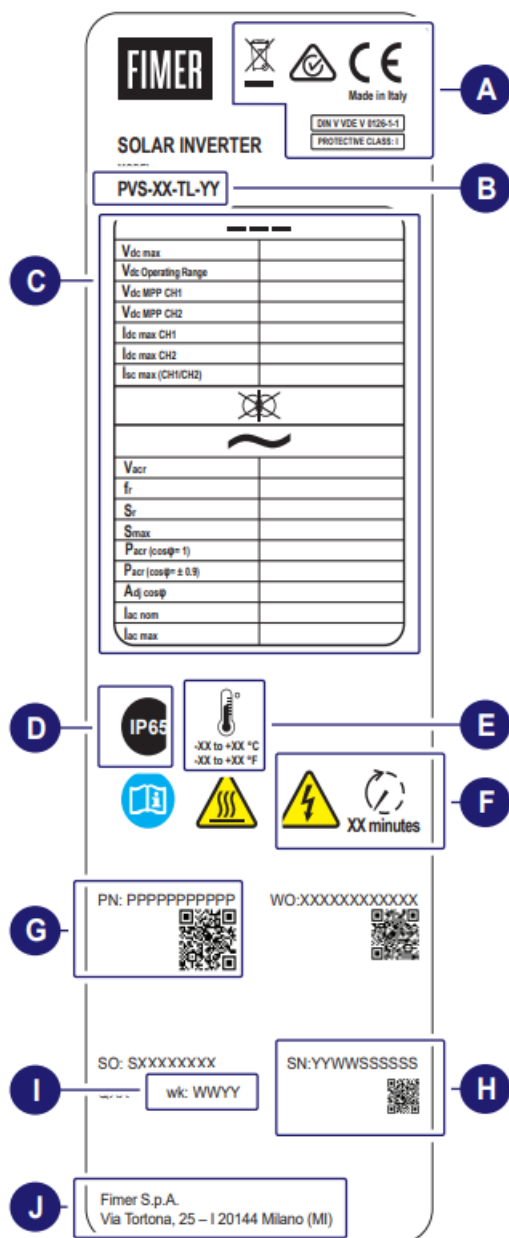 FIMER
CE
Made in Italy
A
DIN V VDE V 0126-1-1
PROTECTIVE CLASS: I
SOLAR INVERTER
PVS-XX-TL-YY
B
C
Vdc max
Vdc Operating Range
Vdc MPP CH1
Vdc MPP CH2
Idc max CH1
Idc max CH2
Isc max (CH1/CH2)
Vacr
fr
Sr
Smax
Pacr (cosφ= 1)
Pacr (cosφ= ± 0.9)
Adj cosφ
Iac nom
Iac max
D
IP65
-XX to +XX °C
-XX to +XX °F
E
XX minutes
F
G
PN: PPPPPPPPPPP
WO:XXXXXXXXXXXX
SO: SXXXXXXXX
SN:YYWWSSSSSS
I
wk: WWYY
H
J
Fimer S.p.A.
Via Tortona, 25 – I 20144 Milano (MI)